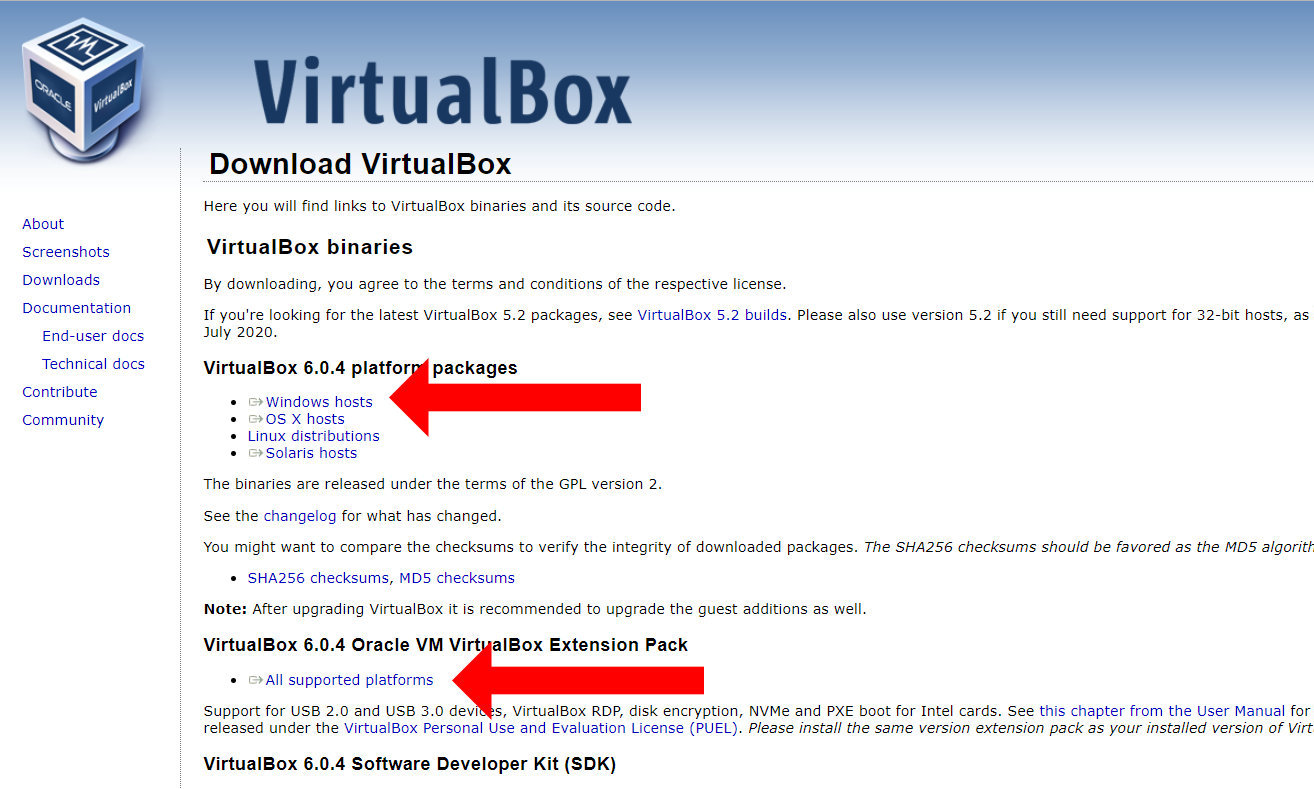 ORACLE
VirtualBox
VirtualBox
Download VirtualBox
Here you will find links to VirtualBox binaries and its source code.
About
Screenshots
Downloads
Documentation
End-user docs
Technical docs
Contribute
Community
VirtualBox binaries
By downloading, you agree to the terms and conditions of the respective license.
If you're looking for the latest VirtualBox 5.2 packages, see VirtualBox 5.2 builds. Please also use version 5.2 if you still need support for 32-bit hosts, as
July 2020.
VirtualBox 6.0.4 platform packages
Windows hosts
OS X hosts
Linux distributions
Solaris hosts
The binaries are released under the terms of the GPL version 2.
See the changelog for what has changed.
You might want to compare the checksums to verify the integrity of downloaded packages. The SHA256 checksums should be favored as the MD5 algorith
SHA256 checksums, MD5 checksums
Note: After upgrading VirtualBox it is recommended to upgrade the guest additions as well.
VirtualBox 6.0.4 Oracle VM VirtualBox Extension Pack
All supported platforms
Support for USB 2.0 and USB 3.0 devices, VirtualBox RDP, disk encryption, NVMe and PXE boot for Intel cards. See this chapter from the User Manual for
released under the VirtualBox Personal Use and Evaluation License (PUEL). Please install the same version extension pack as your installed version of Virt
VirtualBox 6.0.4 Software Developer Kit (SDK)